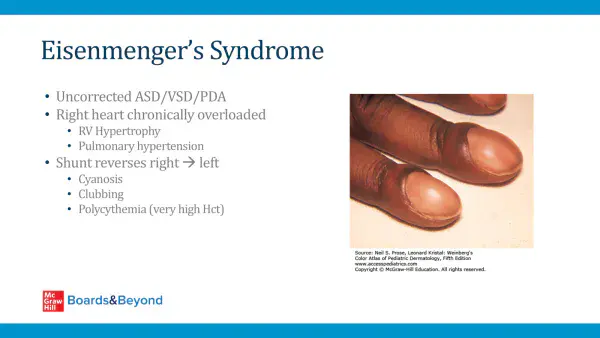 Eisenmenger's Syndrome
• Uncorrected ASD/VSD/PDA
• Right heart chronically overloaded
• RV Hypertrophy
• Pulmonary hypertension
• Shunt reverses right → left
• Cyanosis
• Clubbing
• Polycythemia (very high Hct)
Source: Neil S. Prose, Leonard Kristal: Weinberg's
Color Atlas of Pediatric Dermatology, Fifth Edition
www.accesspediatrics.com
Copyright © McGraw-Hill Education. All rights reserved.
Mc
Graw
Hill
Boards&Beyond